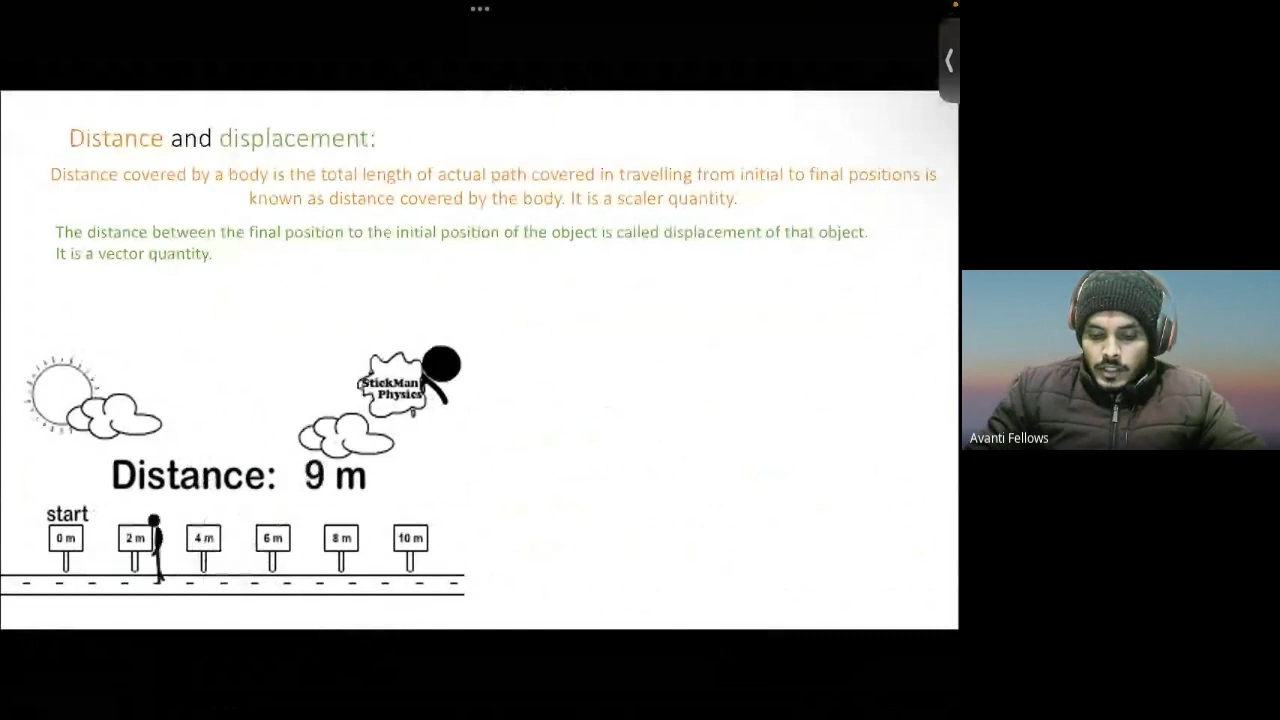 Distance and displacement:
Distance covered by a body is the total length of actual path covered in travelling from initial to final positions is
known as distance covered by the body. It is a scaler quantity.
The distance between the final position to the initial position of the object is called displacement of that object.
It is a vector quantity.
StickMan
Physics
Distance: 9 m
start
0 m
2 m
4 m
6 m
8 m
10 m
Avanti Fellows